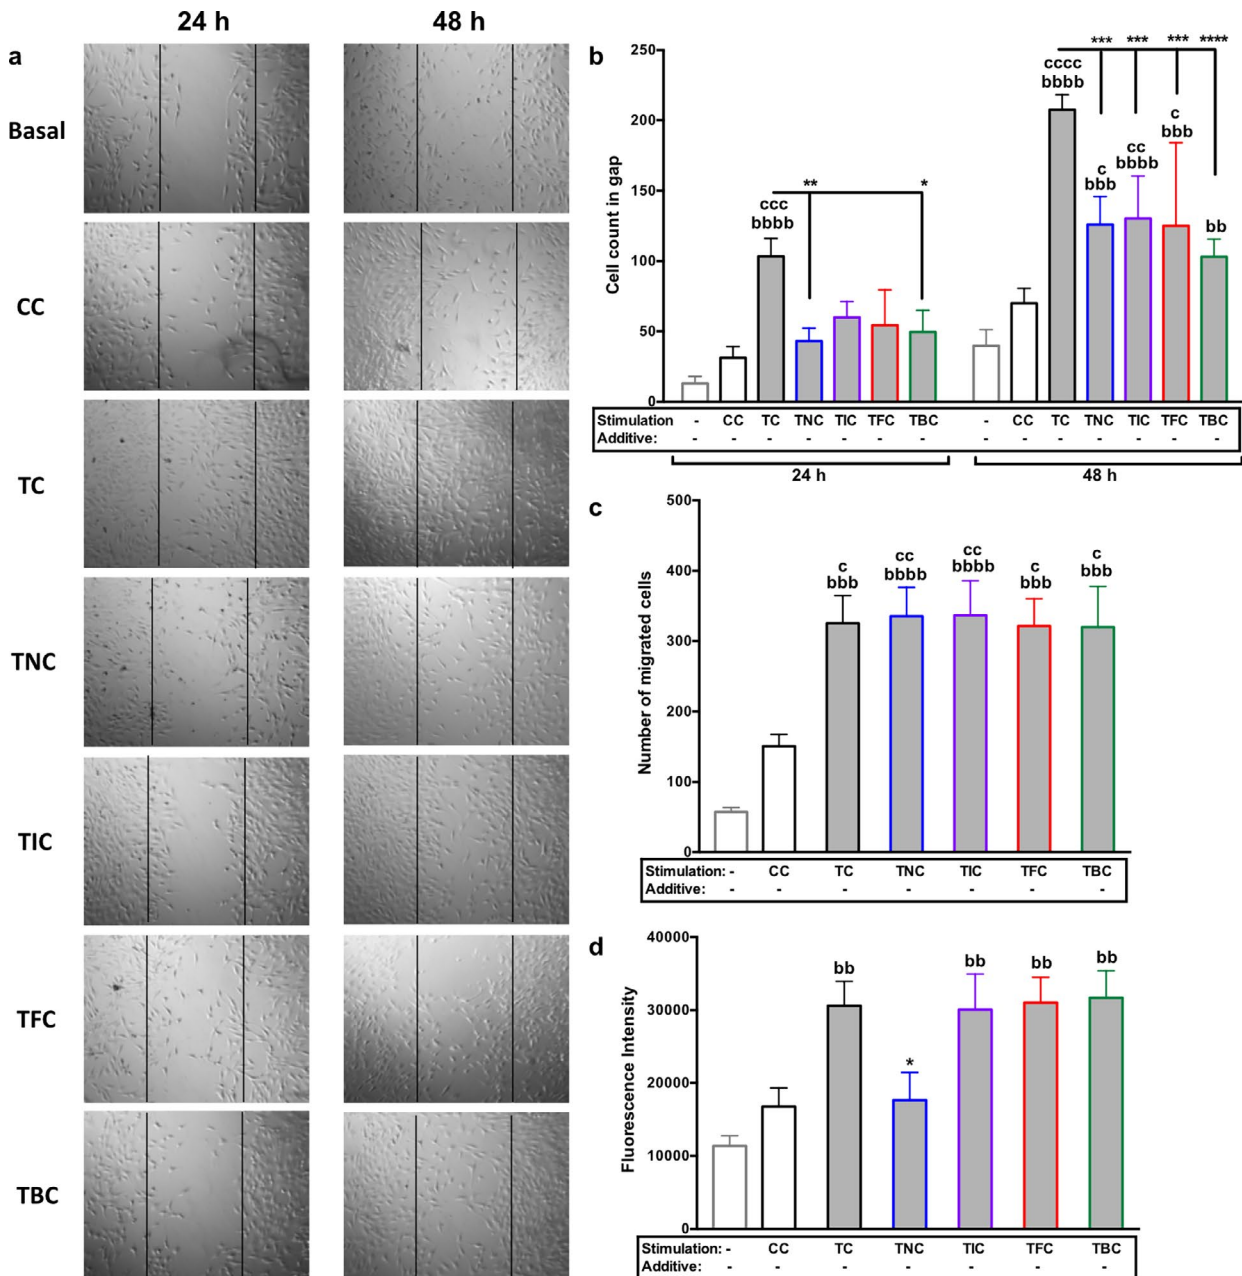 24 h 48 h
a
Basal
CC
TC
TNC
TIC
TFC
TBC
b
*** *** *** ****
cccc
bbbb
c
bbb
cc
bbbb
c
bbb
bb
** *
ccc
bbbb
Cell count in gap
250
200
150
100
50
0
Stimulation - CC TC TNC TIC TFC TBC - CC TC TNC TIC TFC TBC
Additive: - - - - - - - - - - - - - -
24 h 48 h
c
Number of migrated cells
500
400
300
200
100
0
c cc cc c c
bbb bbbb bbbb bbb bbb
Stimulation: - CC TC TNC TIC TFC TBC
Additive: - - - - - - -
d
Fluorescence Intensity
40000
30000
20000
10000
0
bb * bb bb bb
Stimulation: - CC TC TNC TIC TFC TBC
Additive: - - - - - - -